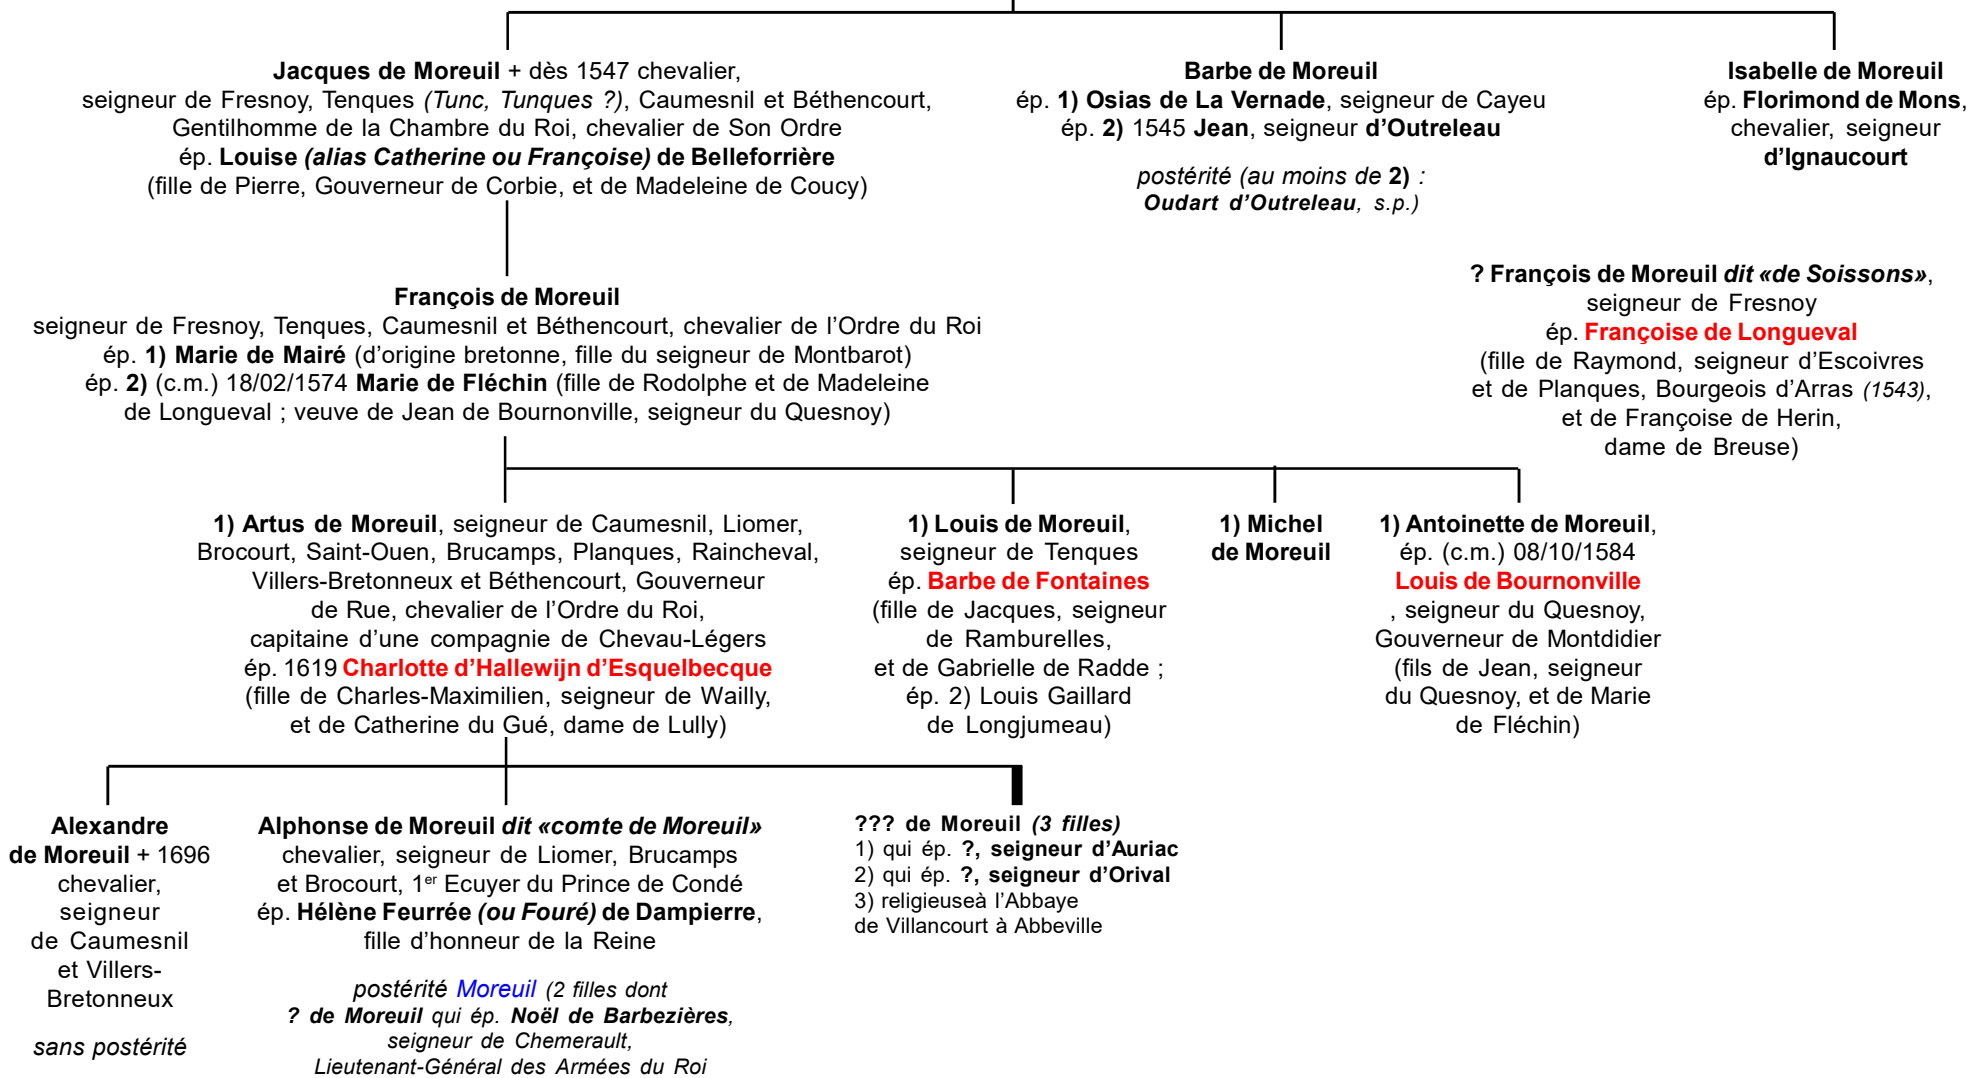 Jacques de Moreuil + dès 1547 chevalier,
seigneur de Fresnoy, Tenques (Tunc, Tunques ?), Caumesnil et Béthencourt,
Gentilhomme de la Chambre du Roi, chevalier de Son Ordre
ép. Louise (alias Catherine ou Françoise) de Belleforrière
(fille de Pierre, Gouverneur de Corbie, et de Madeleine de Coucy)
Barbe de Moreuil
ép. 1) Osias de La Vernade, seigneur de Cayeu
ép. 2) 1545 Jean, seigneur d’Outreleau
postérité (au moins de 2) :
Oudart d’Outreleau, s.p.)
Isabelle de Moreuil
ép. Florimond de Mons,
chevalier, seigneur
d’Ignaucourt
François de Moreuil
seigneur de Fresnoy, Tenques, Caumesnil et Béthencourt, chevalier de l’Ordre du Roi
ép. 1) Marie de Mairé (d’origine bretonne, fille du seigneur de Montbarot)
ép. 2) (c.m.) 18/02/1574 Marie de Fléchin (fille de Rodolphe et de Madeleine
de Longueval ; veuve de Jean de Bournonville, seigneur du Quesnoy)
? François de Moreuil dit «de Soissons»,
seigneur de Fresnoy
ép. Françoise de Longueval
(fille de Raymond, seigneur d’Escoivres
et de Planques, Bourgeois d’Arras (1543),
et de Françoise de Herin,
dame de Breuse)
1) Artus de Moreuil, seigneur de Caumesnil, Liomer,
Brocourt, Saint-Ouen, Brucamps, Planques, Raincheval,
Villers-Bretonneux et Béthencourt, Gouverneur
de Rue, chevalier de l’Ordre du Roi,
capitaine d’une compagnie de Chevau-Légers
ép. 1619 Charlotte d’Hallewijn d’Esquelbecque
(fille de Charles-Maximilien, seigneur de Wailly,
et de Catherine du Gué, dame de Lully)
1) Louis de Moreuil,
seigneur de Tenques
ép. Barbe de Fontaines
(fille de Jacques, seigneur
de Ramburelles,
et de Gabrielle de Radde ;
ép. 2) Louis Gaillard
de Longjumeau)
1) Michel
de Moreuil
1) Antoinette de Moreuil,
ép. (c.m.) 08/10/1584
Louis de Bournonville
, seigneur du Quesnoy,
Gouverneur de Montdidier
(fils de Jean, seigneur
du Quesnoy, et de Marie
de Fléchin)
Alexandre
de Moreuil + 1696
chevalier,
seigneur
de Caumesnil
et Villers-
Bretonneux
sans postérité
Alphonse de Moreuil dit «comte de Moreuil»
chevalier, seigneur de Liomer, Brucamps
et Brocourt, 1er Ecuyer du Prince de Condé
ép. Hélène Feurrée (ou Fouré) de Dampierre,
fille d’honneur de la Reine
postérité Moreuil (2 filles dont
? de Moreuil qui ép. Noël de Barbezières,
seigneur de Chemerault,
Lieutenant-Général des Armées du Roi
??? de Moreuil (3 filles)
1) qui ép. ?, seigneur d’Auriac
2) qui ép. ?, seigneur d’Orival
3) religieuseà l’Abbaye
de Villancourt à Abbeville